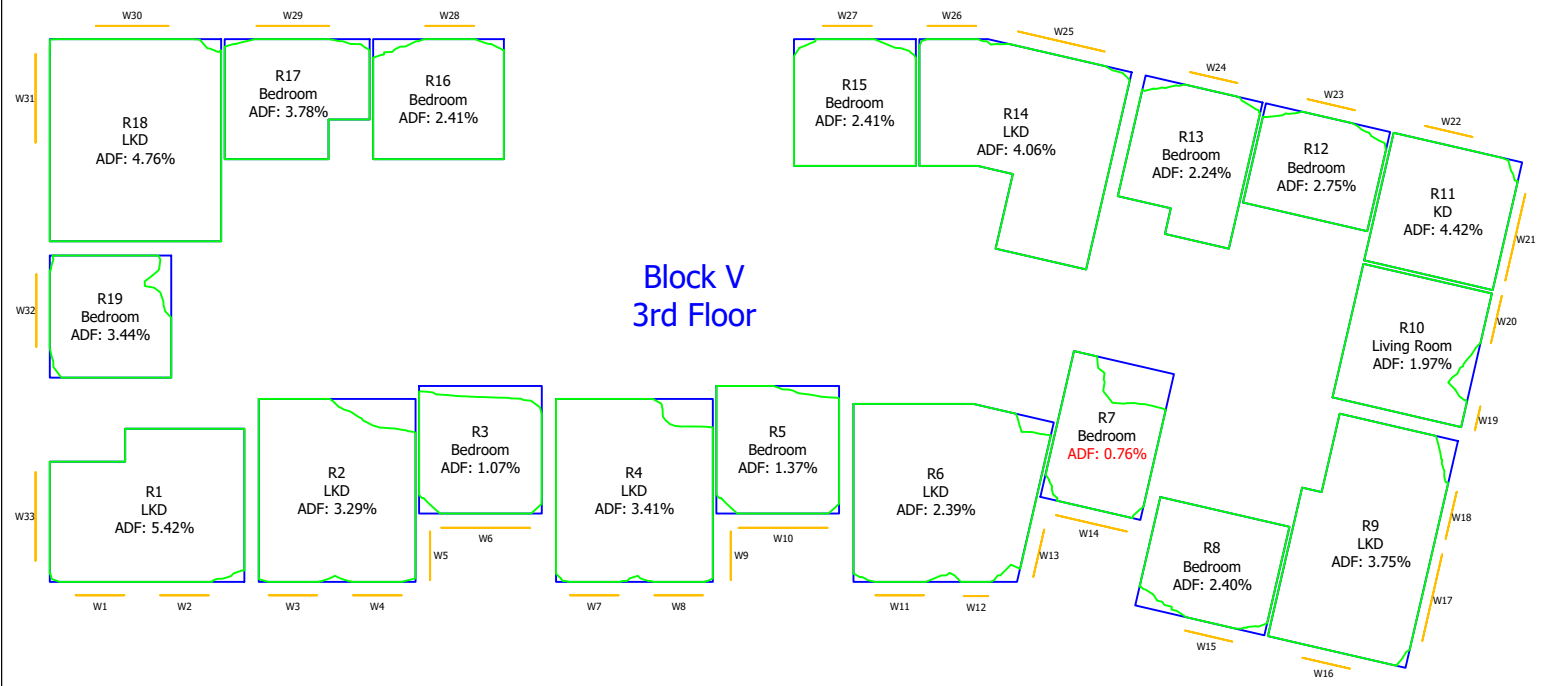 W30
W29
W28
W27
W26
W25
W24
W23
W22
W31
R18
LKD
ADF: 4.76%
R17
Bedroom
ADF: 3.78%
R16
Bedroom
ADF: 2.41%
R15
Bedroom
ADF: 2.41%
R14
LKD
ADF: 4.06%
R13
Bedroom
ADF: 2.24%
R12
Bedroom
ADF: 2.75%
R11
KD
ADF: 4.42%
W21
Block V
3rd Floor
W32
R19
Bedroom
ADF: 3.44%
R10
Living Room
ADF: 1.97%
W20
W19
W33
R1
LKD
ADF: 5.42%
R2
LKD
ADF: 3.29%
R3
Bedroom
ADF: 1.07%
R4
LKD
ADF: 3.41%
R5
Bedroom
ADF: 1.37%
R6
LKD
ADF: 2.39%
R7
Bedroom
ADF: 0.76%
R8
Bedroom
ADF: 2.40%
R9
LKD
ADF: 3.75%
W18
W17
W5
W6
W9
W10
W13
W14
W1
W2
W3
W4
W7
W8
W11
W12
W15
W16